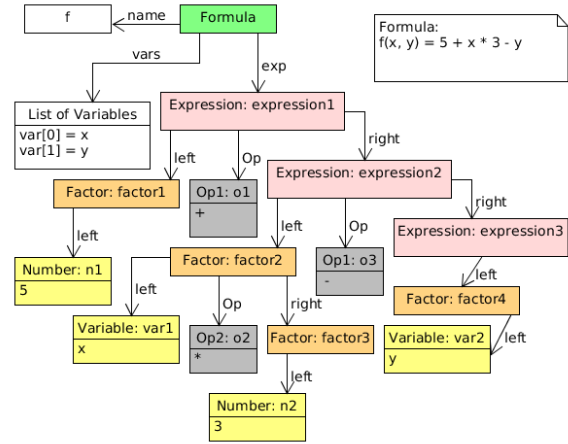 f
name
Formula
Formula:
f(x, y) = 5 + x * 3 - y
vars
exp
List of Variables
var[0] = x
var[1] = y
Expression: expression1
left
Op
right
Factor: factor1
Op1: o1
+
Expression: expression2
left
Op
right
left
Number: n1
5
Factor: factor2
Op1: o3
-
Expression: expression3
left
left
Op
right
Factor: factor4
Variable: var1
x
Op2: o2
*
Factor: factor3
Variable: var2
y
left
left
Number: n2
3